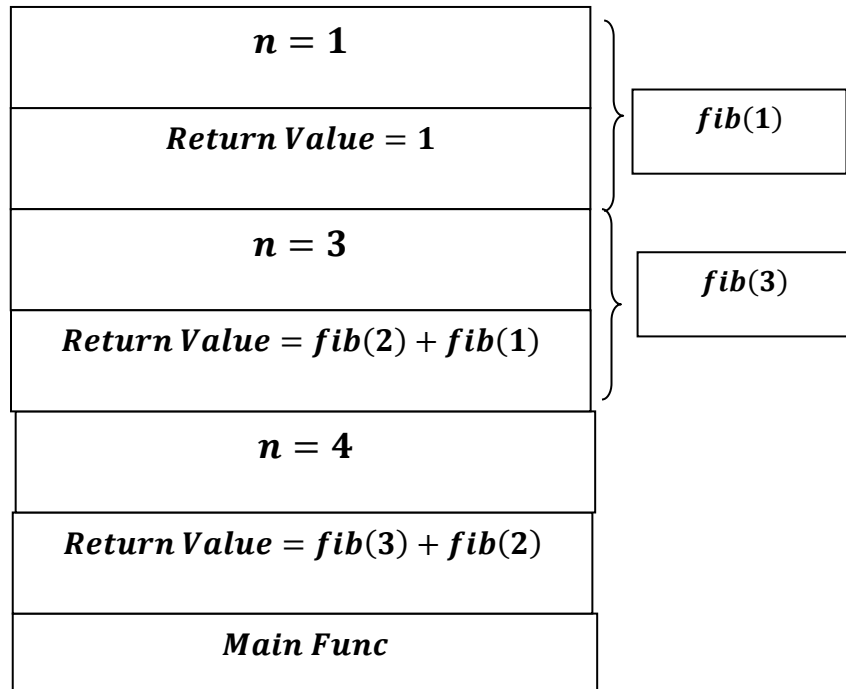 n = 1
Return Value = 1
fib(1)
n = 3
fib(3)
Return Value = fib(2) + fib(1)
n = 4
Return Value = fib(3) + fib(2)
Main Func